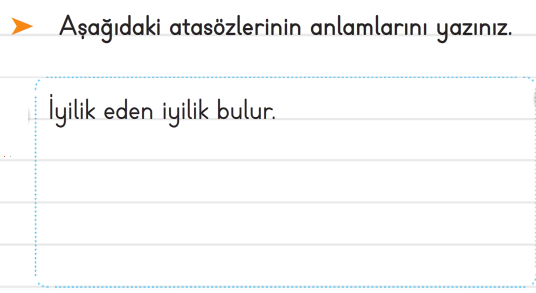 Aşağıdaki atasözlerinin anlamlarını yazınız.
İyilik eden iyilik bulur.